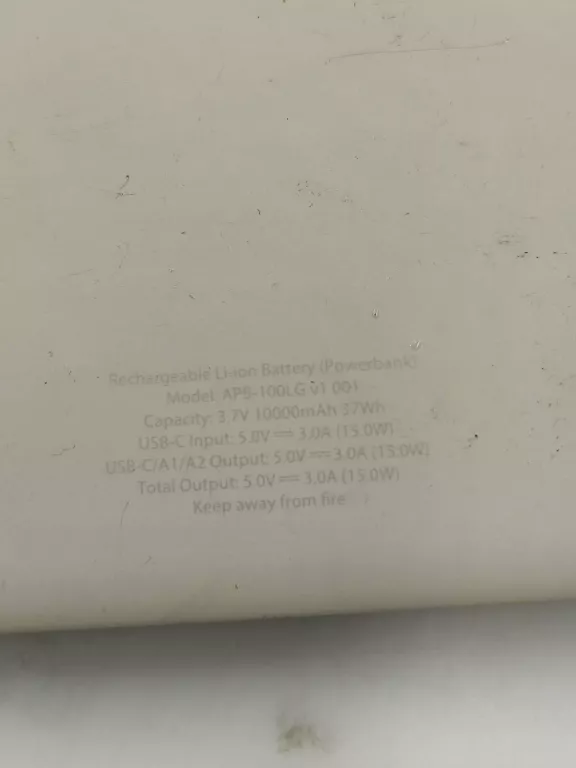 Rechargeable Li-ion Battery (Powerbank)
Model: APB-100LG v1 001
Capacity: 3.7V 10000mAh 37Wh
USB-C Input: 5.0V⎓3.0A (15.0W)
USB-C/A1/A2 Output: 5.0V⎓3.0A (15.0W)
Total Output: 5.0V⎓3.0A (15.0W)
Keep away from fire